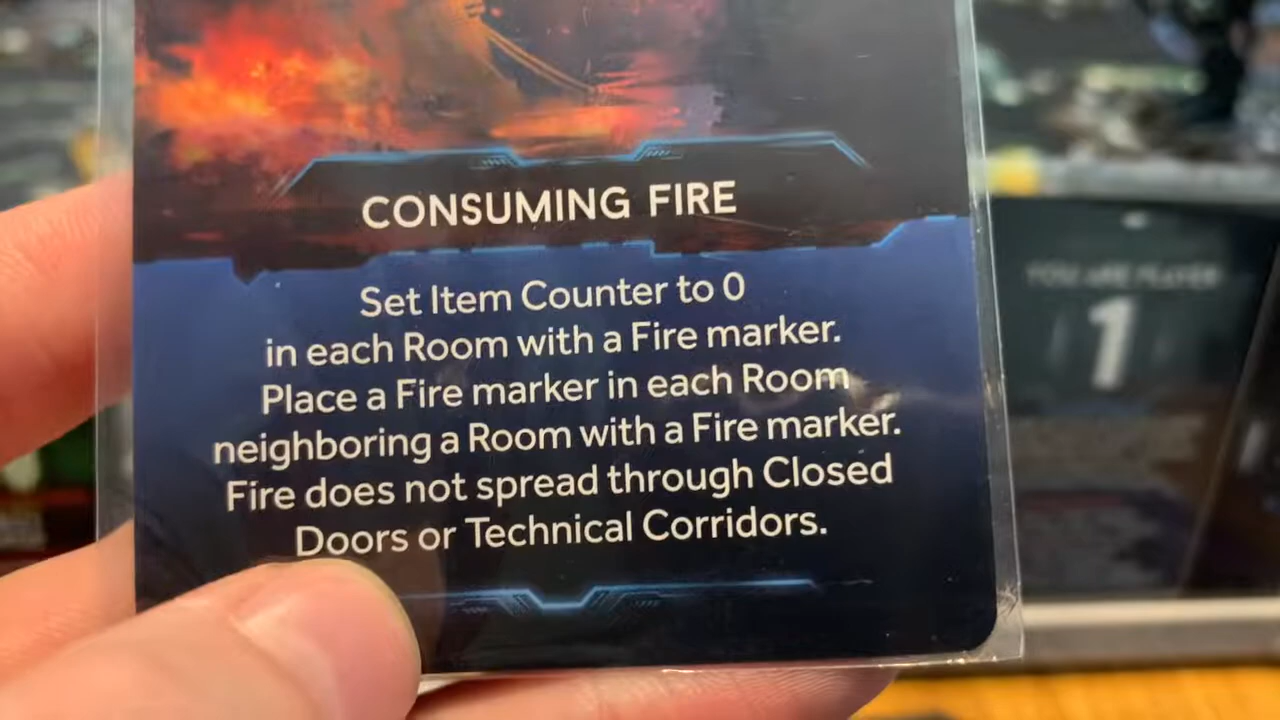 CONSUMING FIRE
Set Item Counter to 0
in each Room with a Fire marker.
Place a Fire marker in each Room
neighboring a Room with a Fire marker.
Fire does not spread through Closed
Doors or Technical Corridors.
YOU ARE PLAYER
1